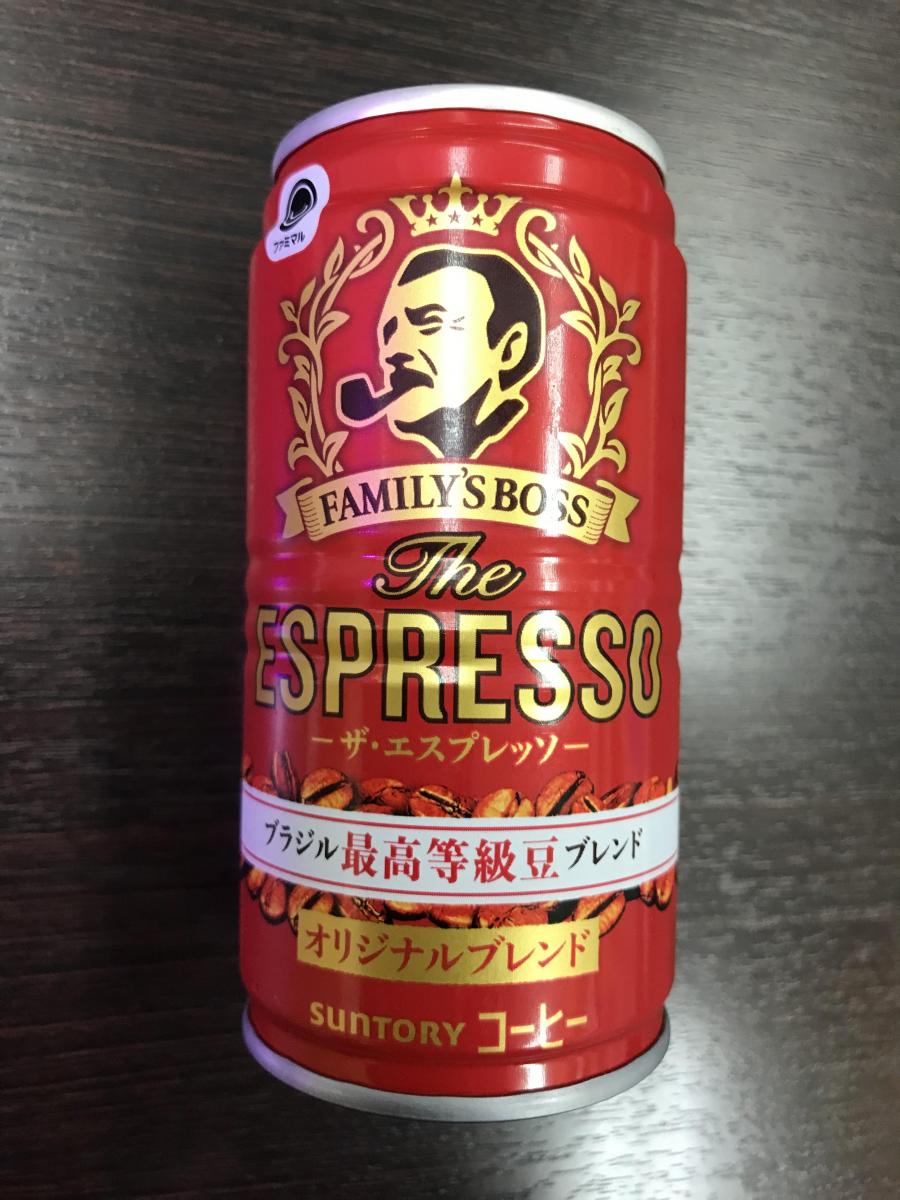 ファミマル
FAMILY'S BOSS
The
ESPRESSO
ーザ・エスプレッソー
ブラジル最高等級豆ブレンド
オリジナルブレンド
SUNTORY コーヒー